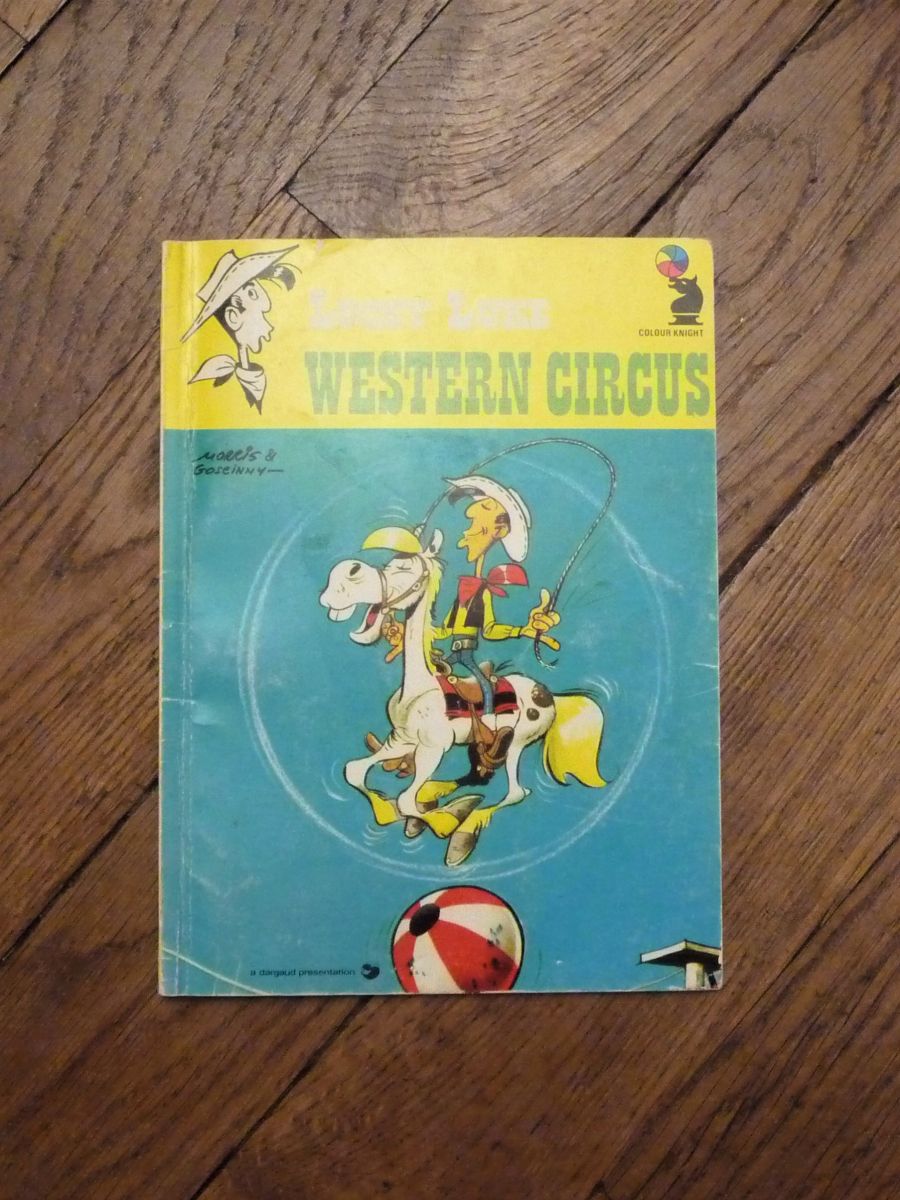 LUCKY LUKE
COLOUR KNIGHT
WESTERN CIRCUS
MORRIS &
GOSCINNY
a dargaud presentation